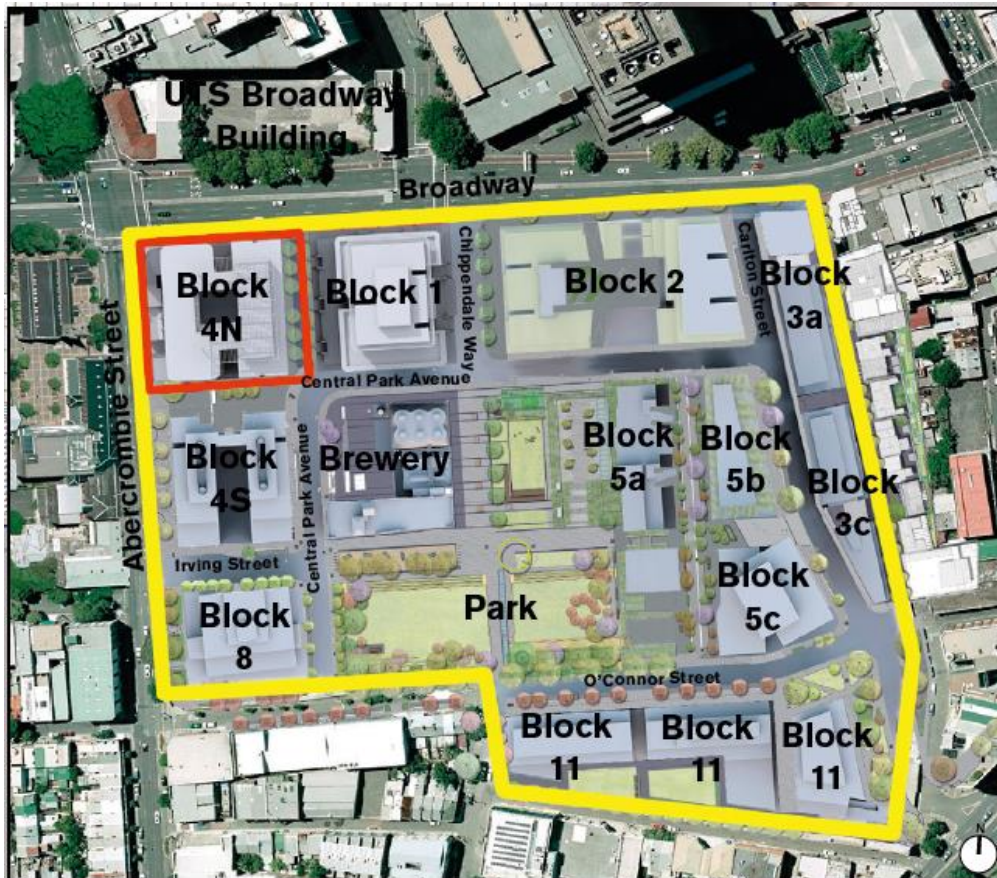 UTS Broadway
Building
Broadway
Abercrombie Street
Block
4N
Block 1
Chippendale Way
Block 2
Carlton Street
Block
3a
Central Park Avenue
Block
4S
Central Park Avenue
Brewery
Block
5a
Block
5b
Block
3c
Irving Street
Block
8
Park
Block
5c
O'Connor Street
Block
11
Block
11
Block
11
N